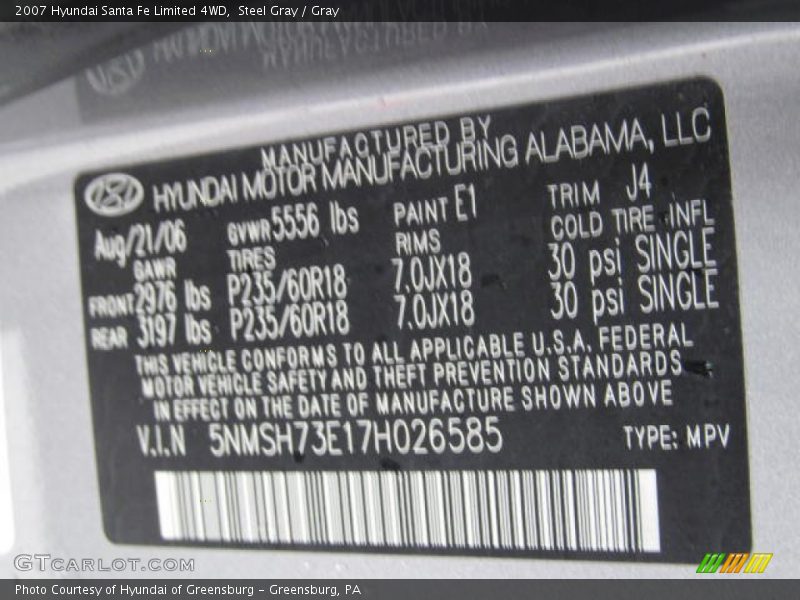 2007 Hyundai Santa Fe Limited 4WD, Steel Gray / Gray
MANUFACTURED BY
HYUNDAI MOTOR MANUFACTURING ALABAMA, LLC
Aug/21/06 GVWR 5556 lbs PAINT E1 TRIM J4
GAWR TIRES RIMS COLD TIRE INFL
FRONT 2976 lbs P235/60R18 7.0JX18 30 psi SINGLE
REAR 3197 lbs P235/60R18 7.0JX18 30 psi SINGLE
THIS VEHICLE CONFORMS TO ALL APPLICABLE U.S.A. FEDERAL
MOTOR VEHICLE SAFETY AND THEFT PREVENTION STANDARDS
IN EFFECT ON THE DATE OF MANUFACTURE SHOWN ABOVE
V.I.N 5NMSH73E17H026585 TYPE: MPV
GTCARLOT.COM
Photo Courtesy of Hyundai of Greensburg - Greensburg, PA